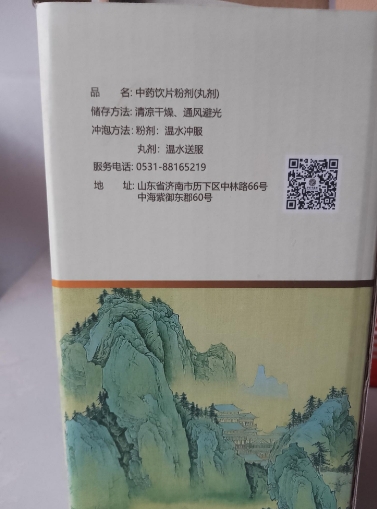 品 名: 中药饮片粉剂(丸剂)
储存方法: 清凉干燥、通风避光
冲泡方法: 粉剂: 温水冲服
丸剂: 温水送服
服务电话: 0531-88165219
地 址: 山东省济南市历下区中林路66号
中海紫御东郡60号